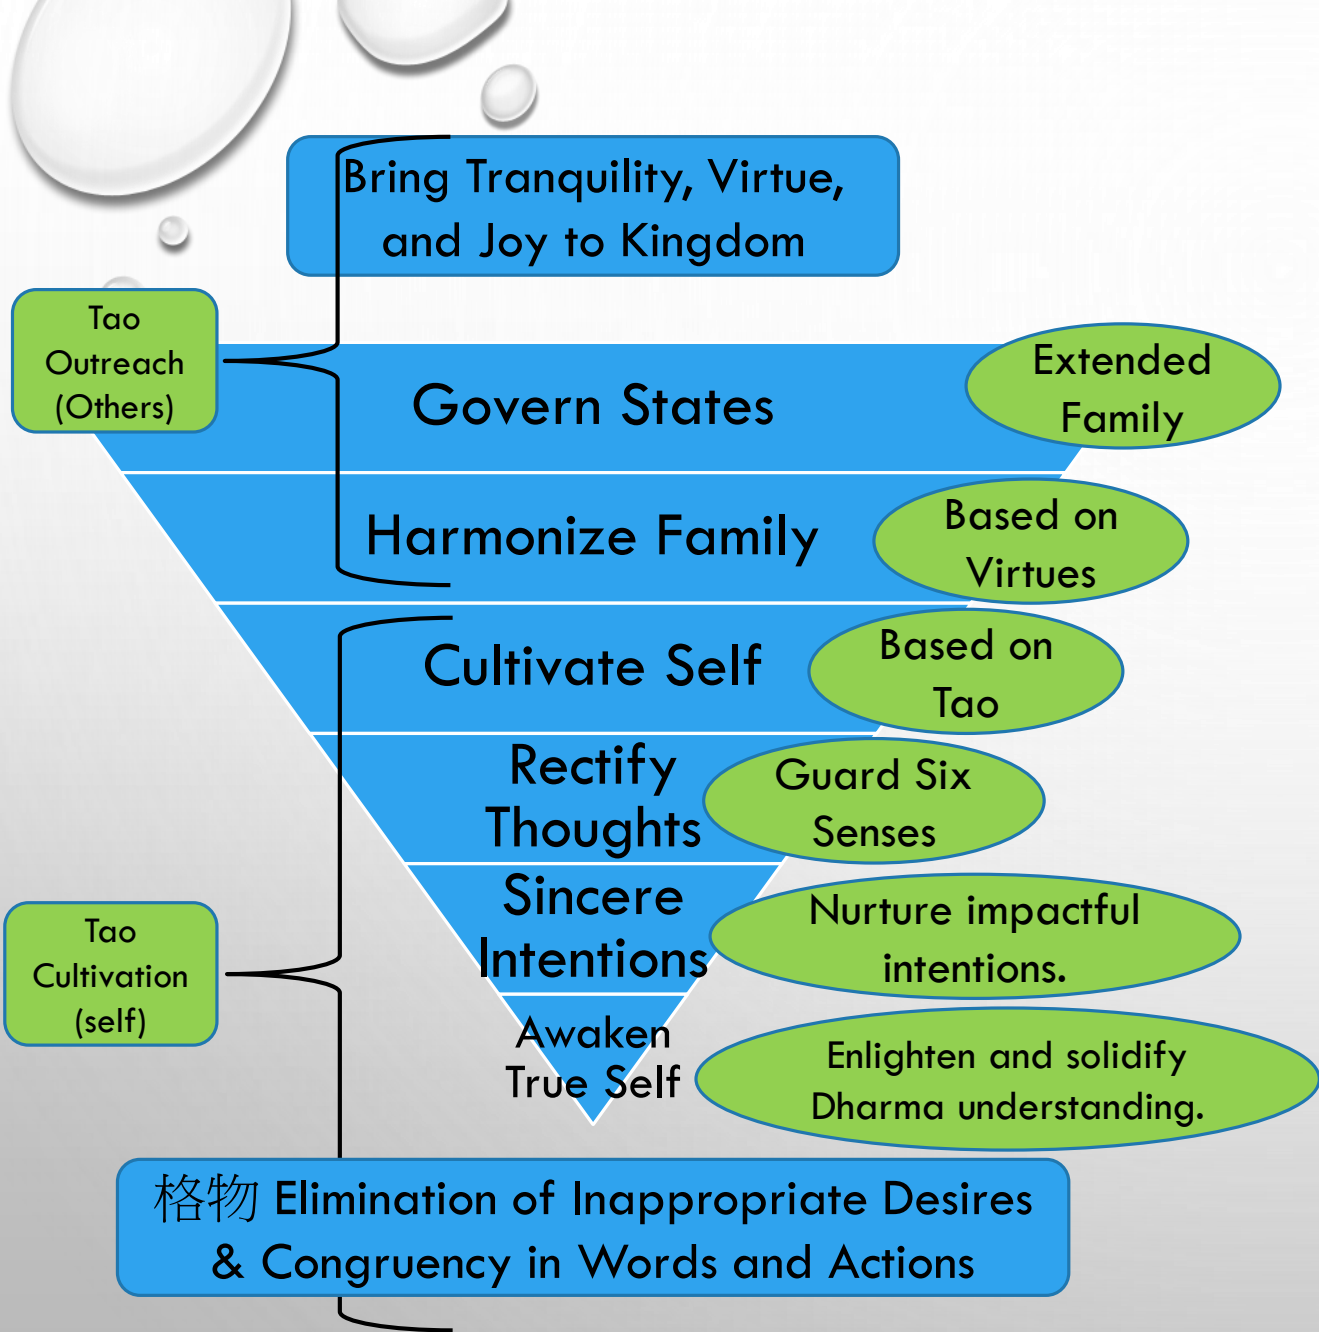 Bring Tranquility, Virtue,
and Joy to Kingdom
Tao
Outreach
(Others)
Govern States
Extended
Family
Harmonize Family
Based on
Virtues
Cultivate Self
Based on
Tao
Rectify
Thoughts
Guard Six
Senses
Sincere
Intentions
Nurture impactful
intentions.
Tao
Cultivation
(self)
Awaken
True Self
Enlighten and solidify
Dharma understanding.
格物 Elimination of Inappropriate Desires
& Congruency in Words and Actions